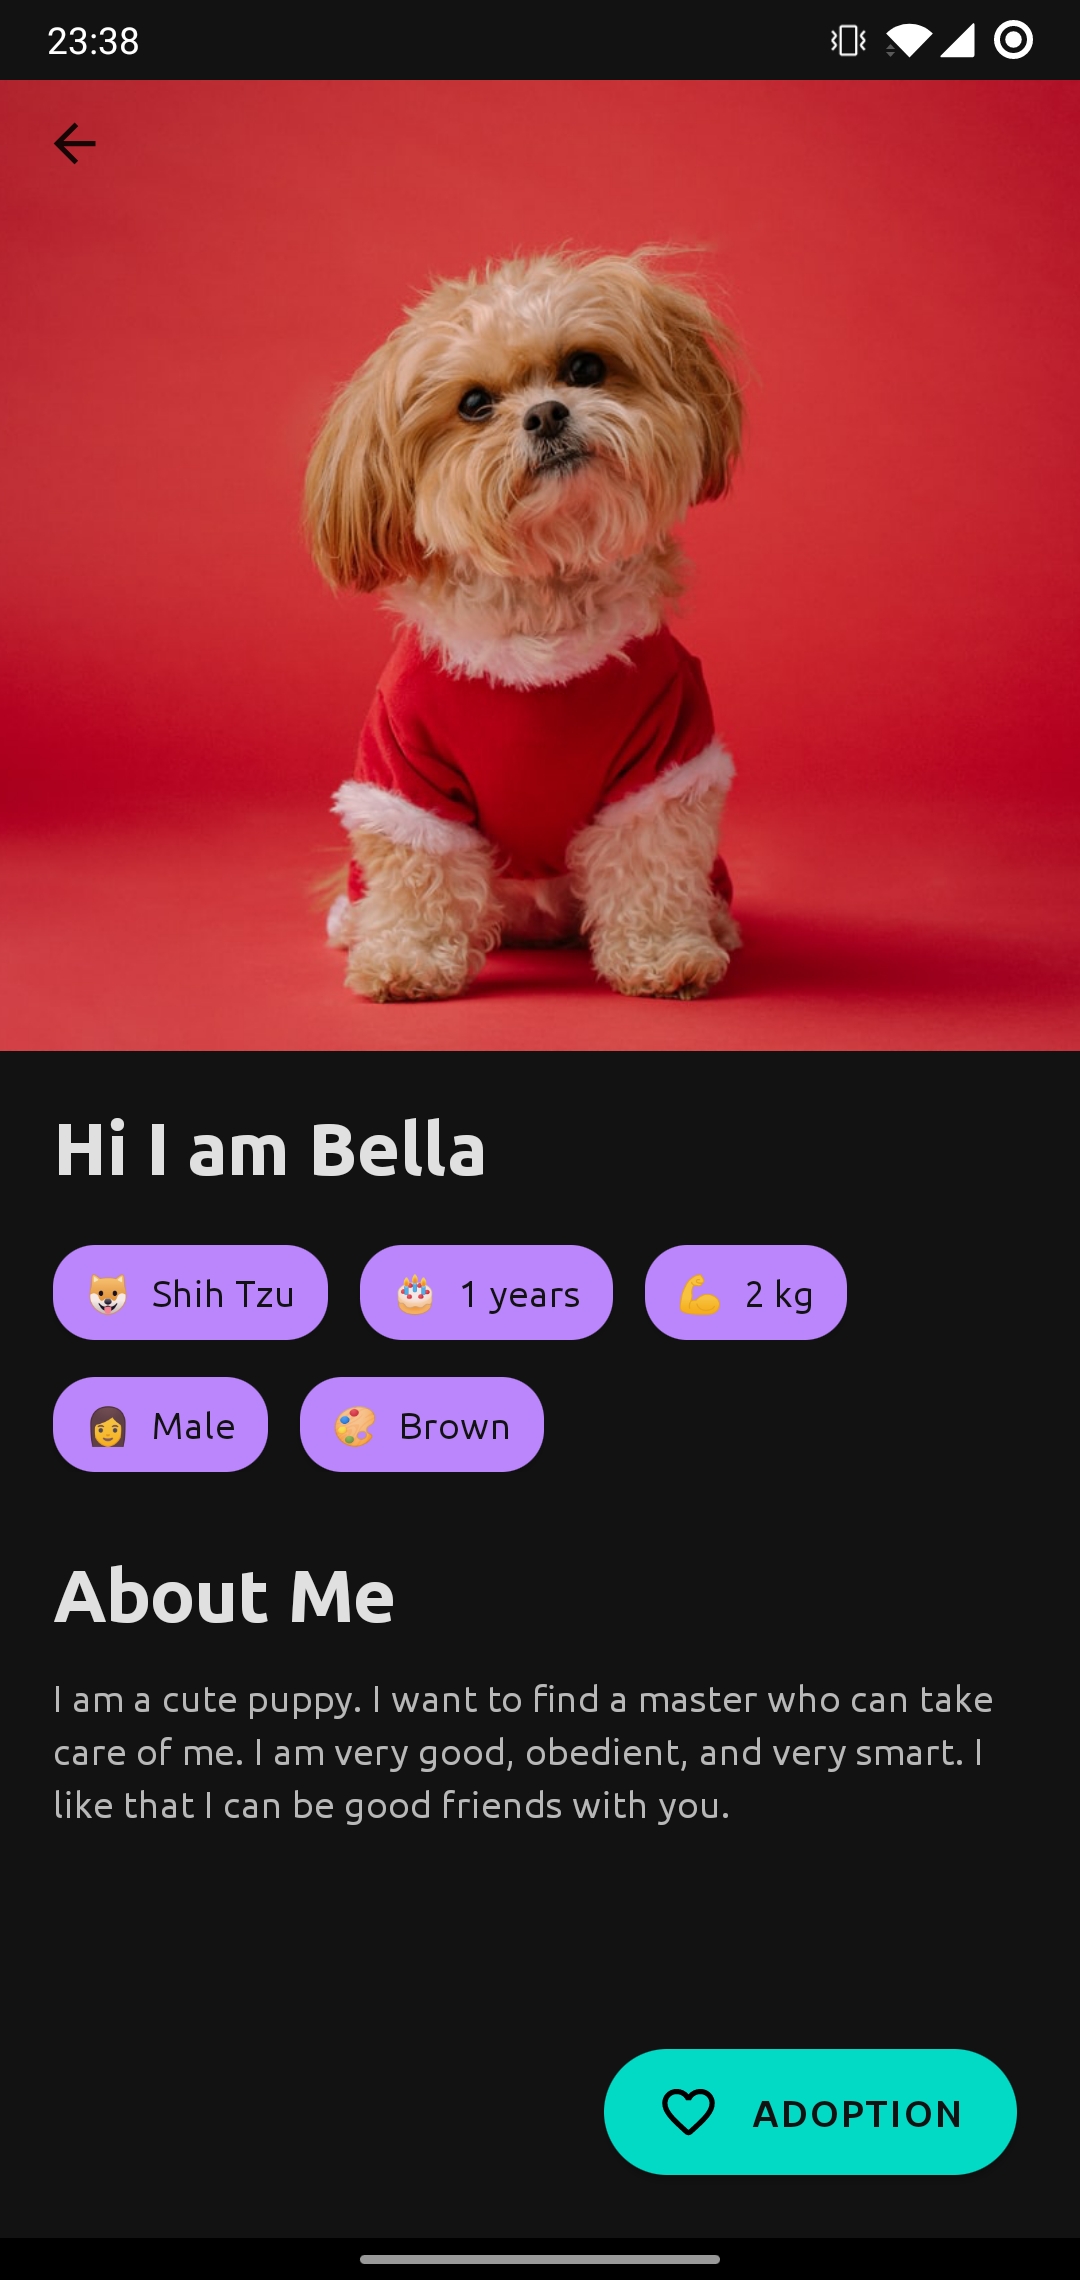 23:38
Hi I am Bella
Shih Tzu
1 years
2 kg
Male
Brown
About Me
I am a cute puppy. I want to find a master who can take
care of me. I am very good, obedient, and very smart. I
like that I can be good friends with you.
ADOPTION